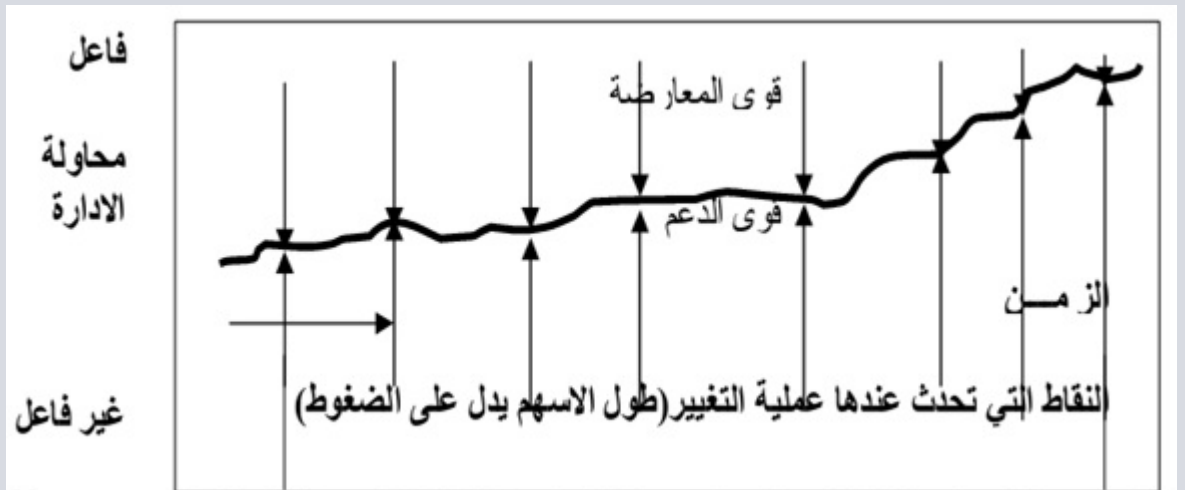 فاعل
قوى المعارضة
محاولة
الادارة
قوى الدعم
الزمـــن
النقاط التي تحدث عندها عملية التغيير(طول الاسهم يدل على الضغوط)
غير فاعل